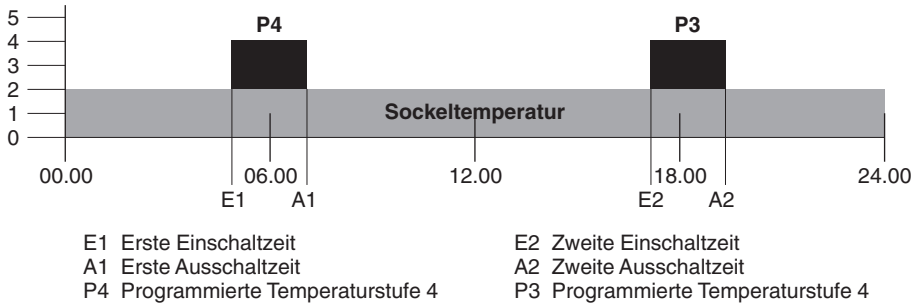 5
P4 P3
4
3
2
Sockeltemperatur
1
0
00.00 06.00 12.00 18.00 24.00
E1 A1 E2 A2
E1 Erste Einschaltzeit
A1 Erste Ausschaltzeit
P4 Programmierte Temperaturstufe 4
E2 Zweite Einschaltzeit
A2 Zweite Ausschaltzeit
P3 Programmierte Temperaturstufe 4